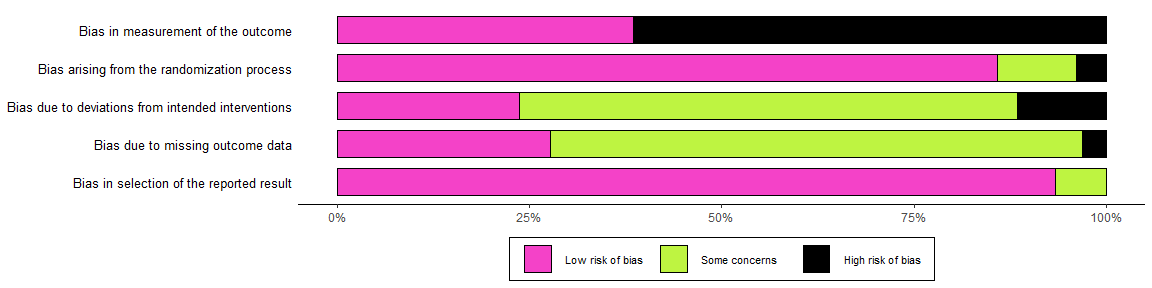 Bias in measurement of the outcome
Bias arising from the randomization process
Bias due to deviations from intended interventions
Bias due to missing outcome data
Bias in selection of the reported result
0% 25% 50% 75% 100%
Low risk of bias Some concerns High risk of bias